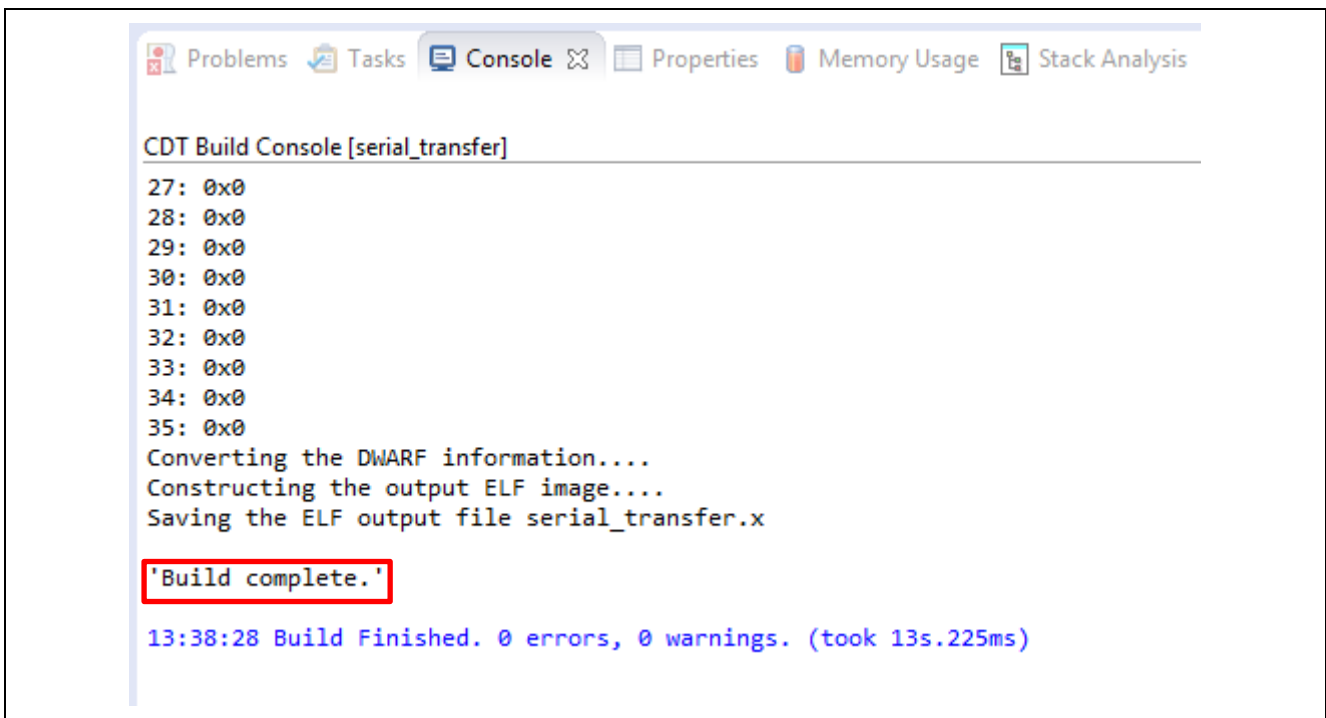 Problems Tasks Console Properties Memory Usage Stack Analysis
CDT Build Console [serial_transfer]
27: 0x0
28: 0x0
29: 0x0
30: 0x0
31: 0x0
32: 0x0
33: 0x0
34: 0x0
35: 0x0
Converting the DWARF information....
Constructing the output ELF image....
Saving the ELF output file serial_transfer.x
'Build complete.'
13:38:28 Build Finished. 0 errors, 0 warnings. (took 13s.225ms)